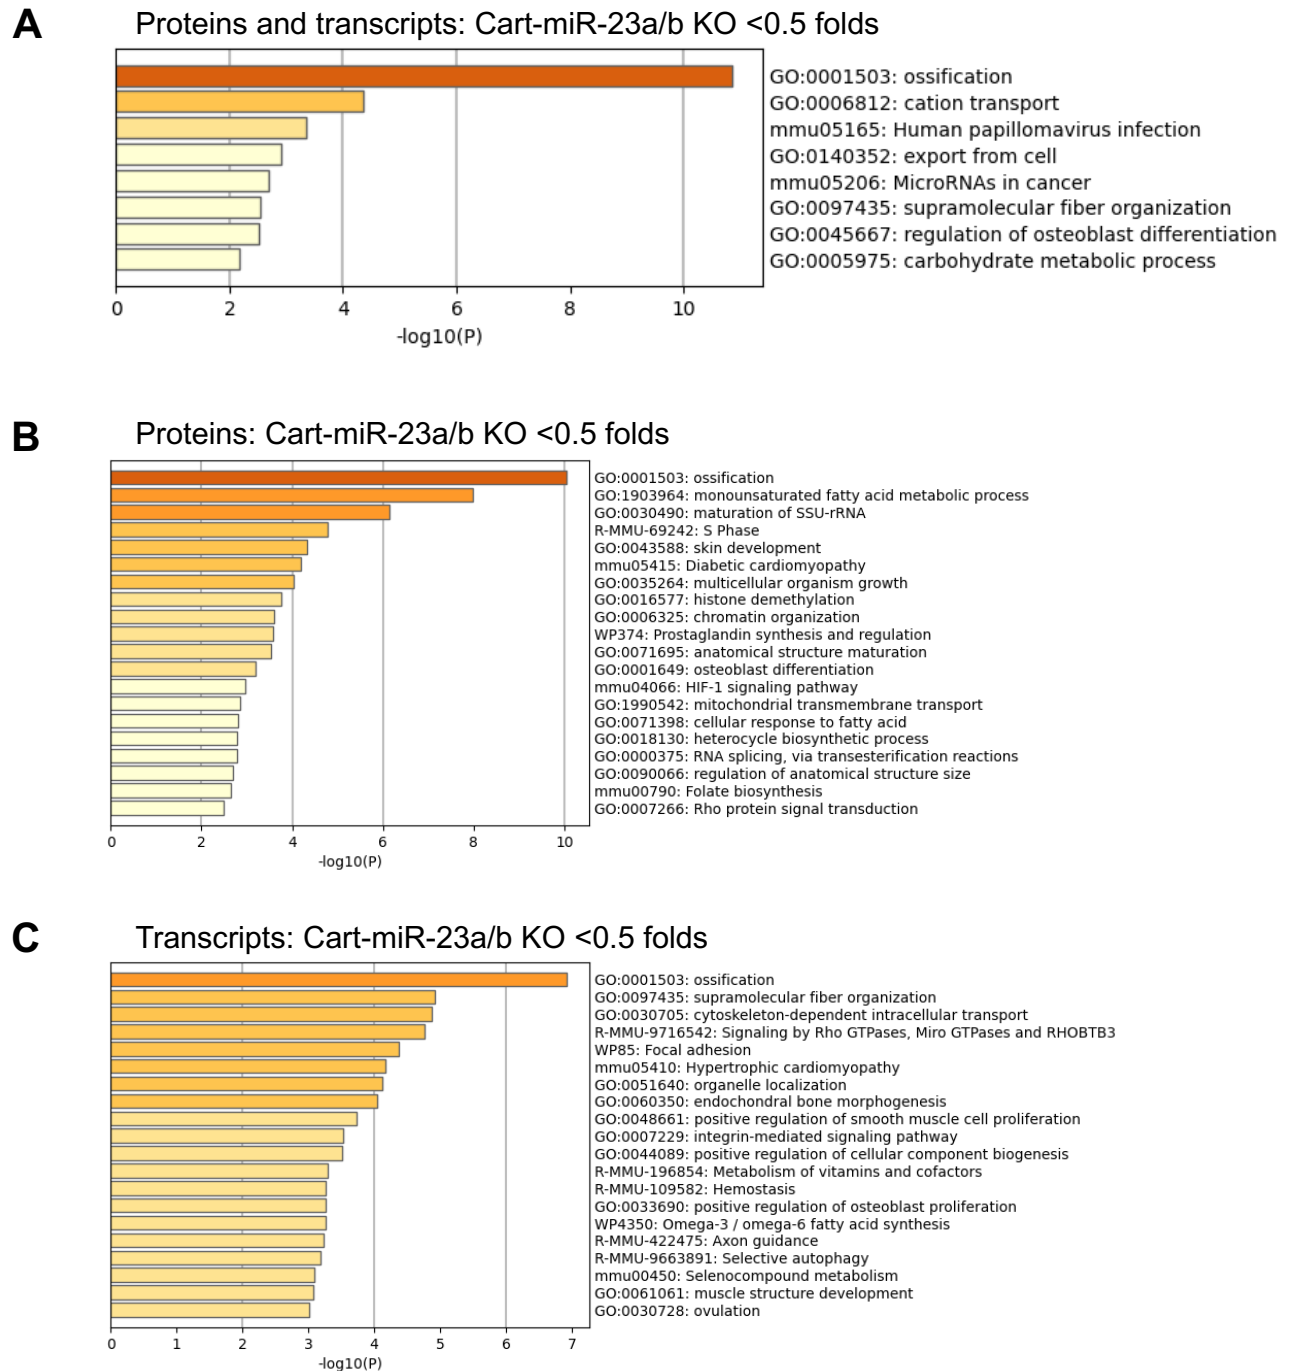 A
Proteins and transcripts: Cart-miR-23a/b KO <0.5 folds
GO:0001503: ossification
GO:0006812: cation transport
mmu05165: Human papillomavirus infection
GO:0140352: export from cell
mmu05206: MicroRNAs in cancer
GO:0097435: supramolecular fiber organization
GO:0045667: regulation of osteoblast differentiation
GO:0005975: carbohydrate metabolic process
0 2 4 6 8 10
-log10(P)
B
Proteins: Cart-miR-23a/b KO <0.5 folds
GO:0001503: ossification
GO:1903964: monounsaturated fatty acid metabolic process
GO:0030490: maturation of SSU-rRNA
R-MMU-69242: S Phase
GO:0043588: skin development
mmu05415: Diabetic cardiomyopathy
GO:0035264: multicellular organism growth
GO:0016577: histone demethylation
GO:0006325: chromatin organization
WP374: Prostaglandin synthesis and regulation
GO:0071695: anatomical structure maturation
GO:0001649: osteoblast differentiation
mmu04066: HIF-1 signaling pathway
GO:1990542: mitochondrial transmembrane transport
GO:0071398: cellular response to fatty acid
GO:0018130: heterocycle biosynthetic process
GO:0000375: RNA splicing, via transesterification reactions
GO:0090066: regulation of anatomical structure size
mmu00790: Folate biosynthesis
GO:0007266: Rho protein signal transduction
0 2 4 6 8 10
-log10(P)
C
Transcripts: Cart-miR-23a/b KO <0.5 folds
GO:0001503: ossification
GO:0097435: supramolecular fiber organization
GO:0030705: cytoskeleton-dependent intracellular transport
R-MMU-9716542: Signaling by Rho GTPases, Miro GTPases and RHOBTB3
WP85: Focal adhesion
mmu05410: Hypertrophic cardiomyopathy
GO:0051640: organelle localization
GO:0060350: endochondral bone morphogenesis
GO:0048661: positive regulation of smooth muscle cell proliferation
GO:0007229: integrin-mediated signaling pathway
GO:0044089: positive regulation of cellular component biogenesis
R-MMU-196854: Metabolism of vitamins and cofactors
R-MMU-109582: Hemostasis
GO:0033690: positive regulation of osteoblast proliferation
WP4350: Omega-3 / omega-6 fatty acid synthesis
R-MMU-422475: Axon guidance
R-MMU-9663891: Selective autophagy
mmu00450: Selenocompound metabolism
GO:0061061: muscle structure development
GO:0030728: ovulation
0 1 2 3 4 5 6 7
-log10(P)